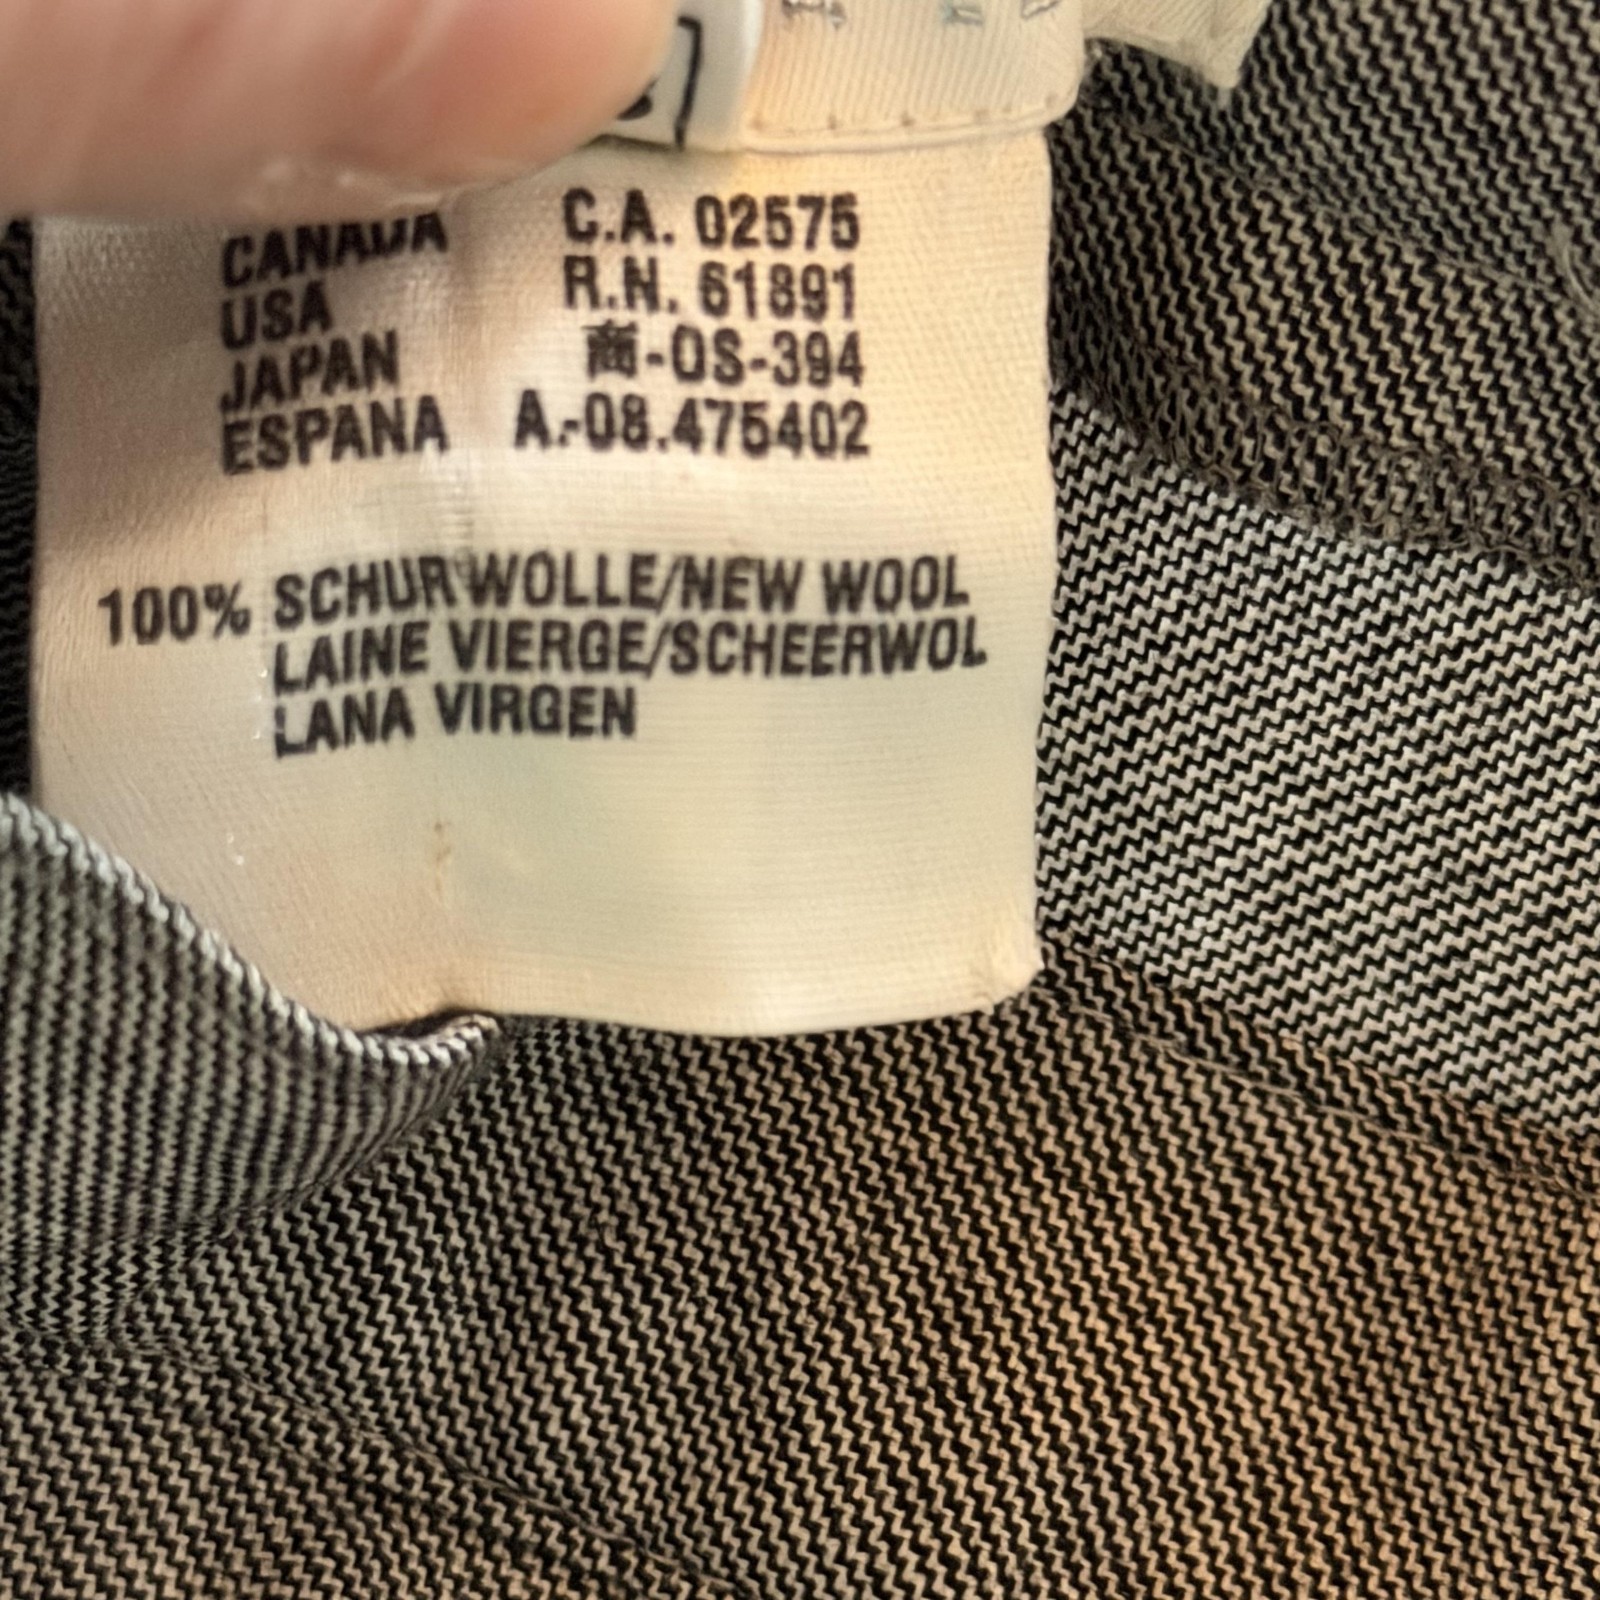 CANADA C.A. 02575
USA R.N. 61891
JAPAN 商-OS-394
ESPANA A.-08.475402
100% SCHURWOLLE/NEW WOOL
LAINE VIERGE/SCHEERWOL
LANA VIRGEN